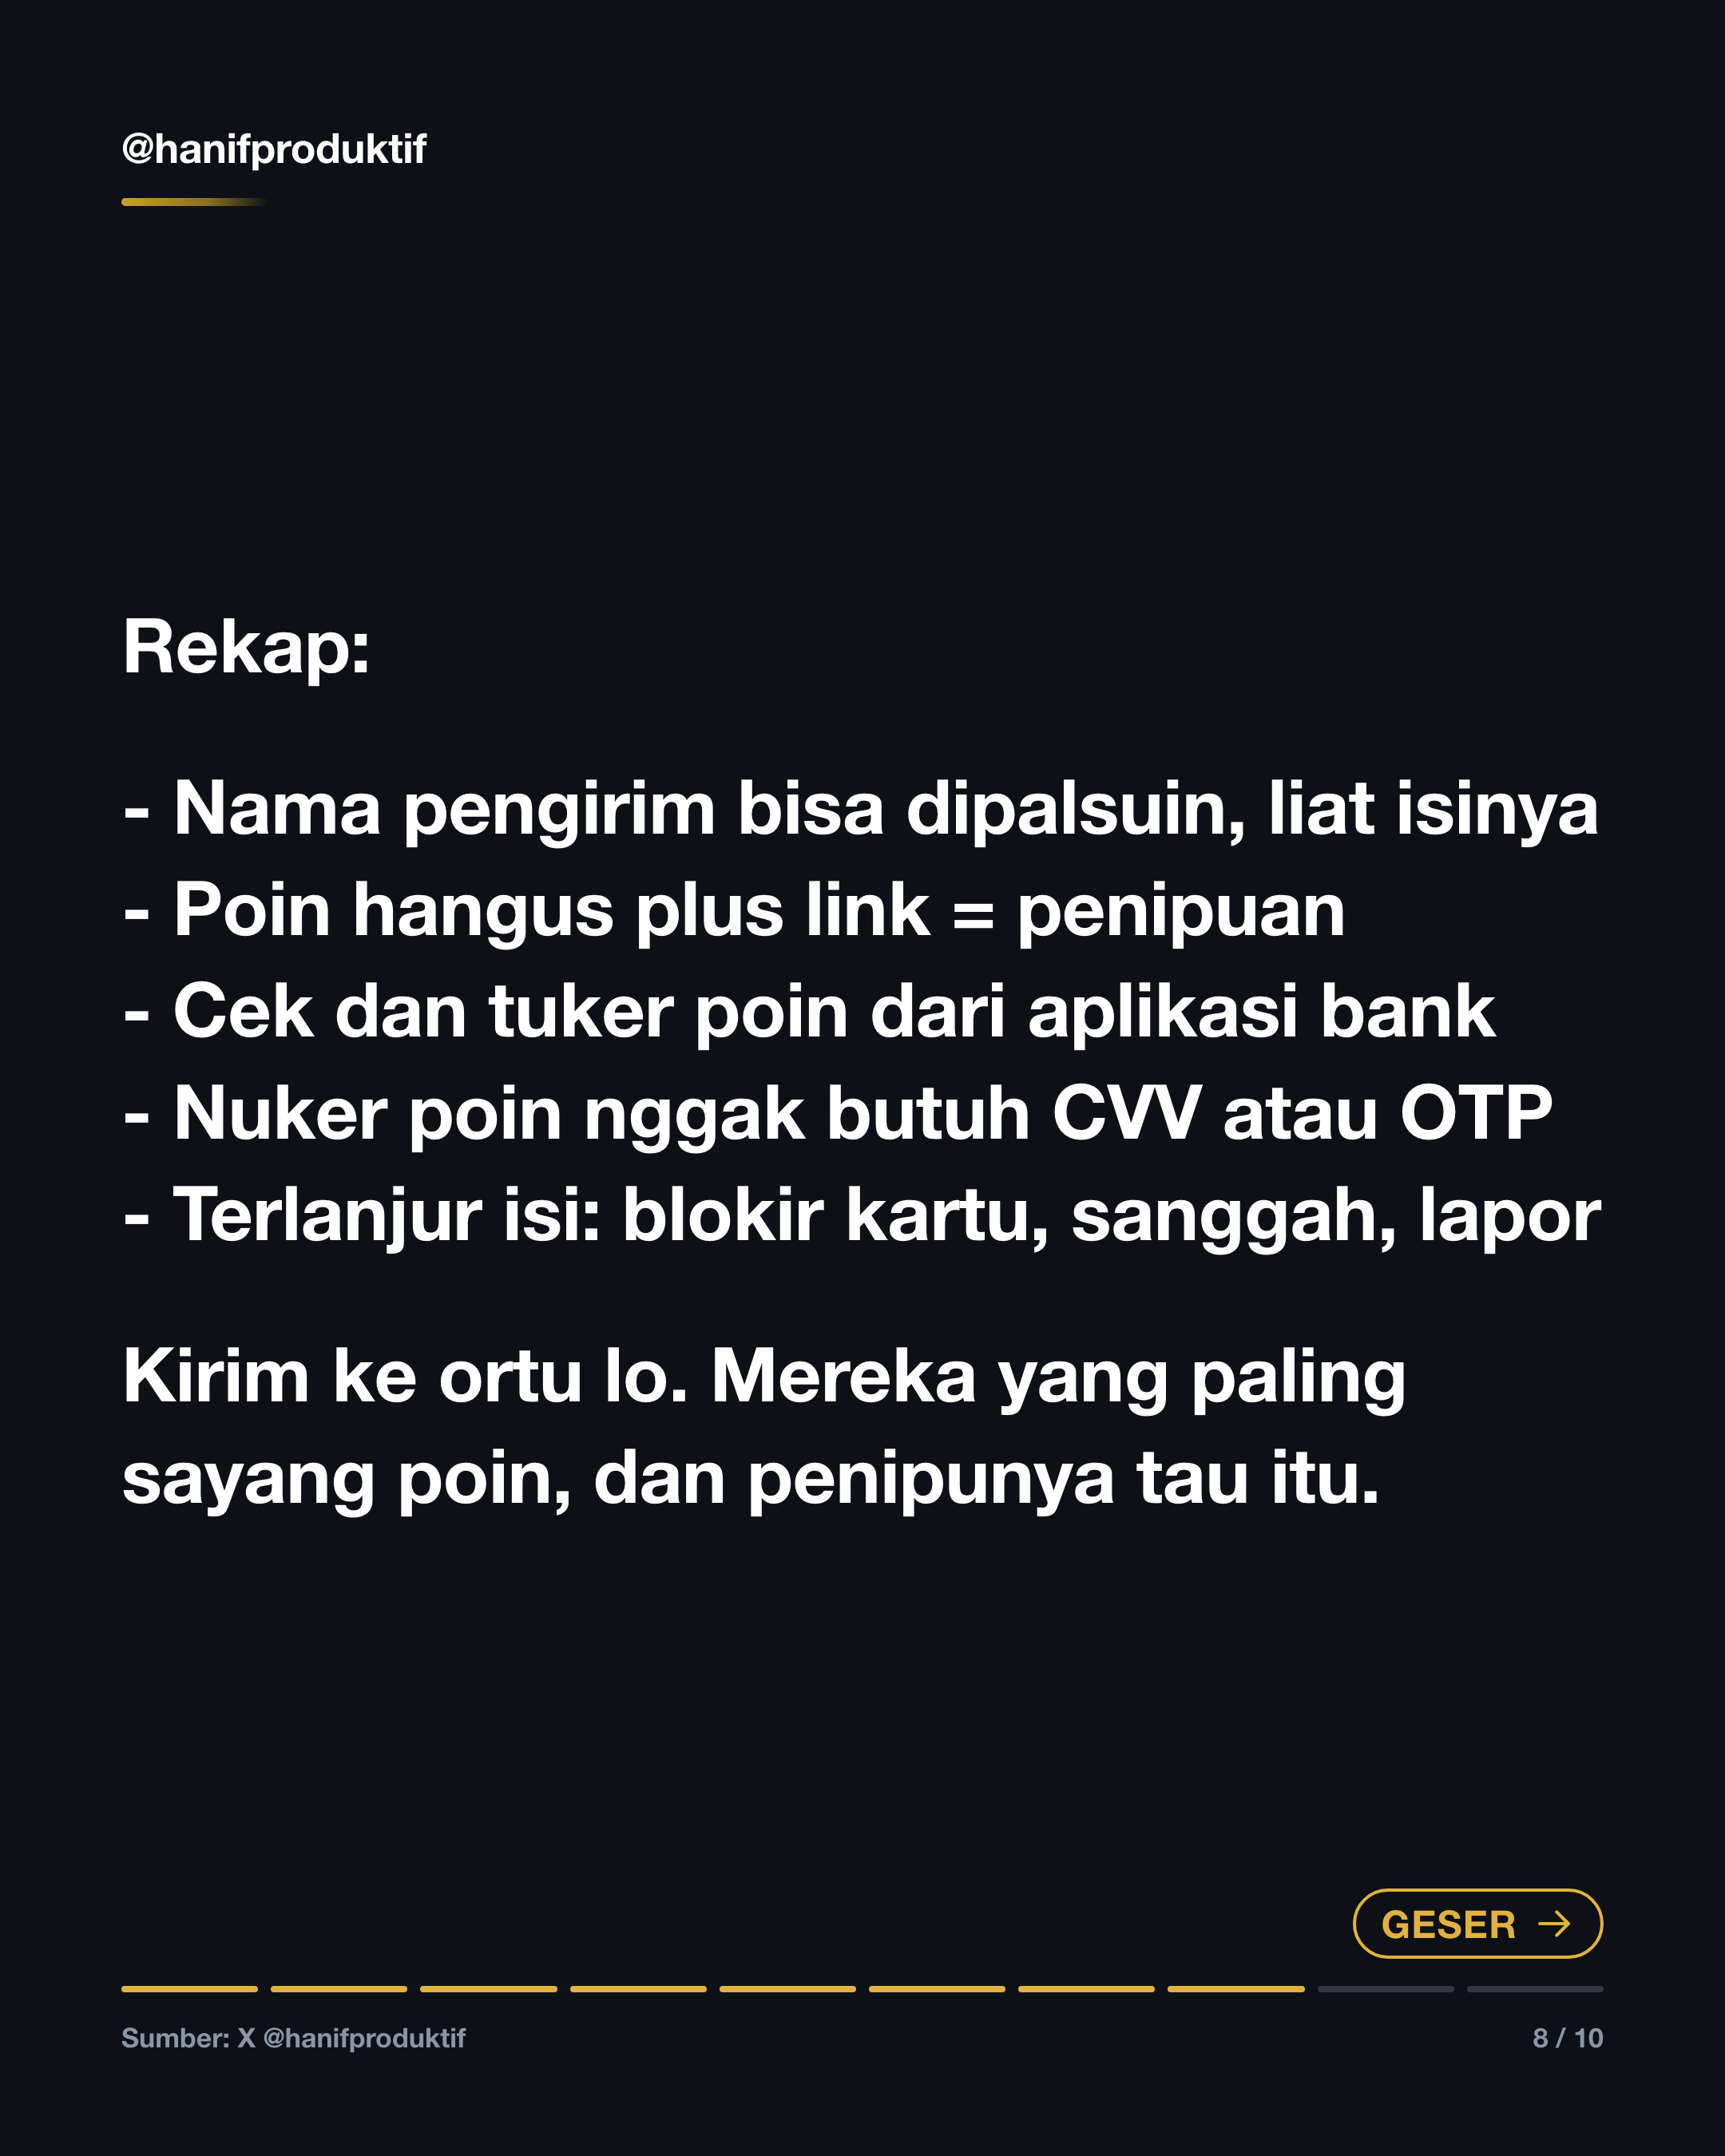 @hanifproduktif
Rekap:
- Nama pengirim bisa dipalsuin, liat isinya
- Poin hangus plus link = penipuan
- Cek dan tuker poin dari aplikasi bank
- Nuker poin nggak butuh CVV atau OTP
- Terlanjur isi: blokir kartu, sanggah, lapor
Kirim ke ortu lo. Mereka yang paling
sayang poin, dan penipunya tau itu.
GESER →
Sumber: X @hanifproduktif
8 / 10